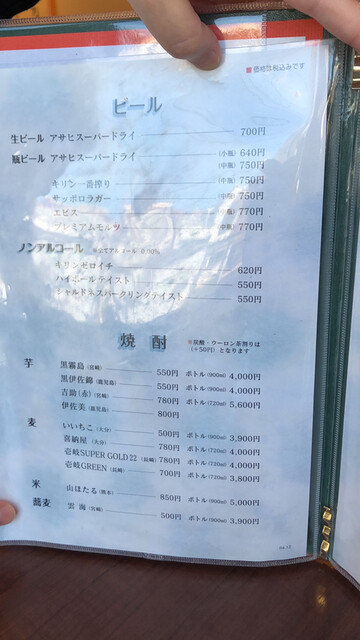 ■価格は税込みです
ビール
生ビール アサヒスーパードライ 700円
瓶ビール アサヒスーパードライ (小瓶) 640円
(中瓶) 750円
キリン一番搾り (中瓶) 750円
サッポロラガー (中瓶) 750円
エビス (中瓶) 770円
プレミアムモルツ (中瓶) 770円
ノンアルコール ※全てアルコール 0.00%
キリンゼロイチ 620円
ハイボールテイスト 550円
シャルドネスパークリングテイスト 550円
焼酎
※炭酸・ウーロン茶割りは
(+50円) となります
芋 黒霧島 (宮崎) 550円 ボトル(900ml) 4,000円
黒伊佐錦 (鹿児島) 550円 ボトル(900ml) 4,000円
吉助(赤) (宮崎) 780円 ボトル(720ml) 5,600円
伊佐美 (鹿児島) 800円
麦 いいちこ (大分) 500円 ボトル(900ml) 3,900円
喜納屋 (大分) 780円 ボトル(720ml) 4,000円
壱岐SUPER GOLD22 (長崎) 780円 ボトル(720ml) 4,000円
壱岐GREEN (長崎) 700円 ボトル(720ml) 3,800円
米 山ほたる (熊本) 850円 ボトル(900ml) 5,000円
蕎麦 雲海 (宮崎) 500円 ボトル(900ml) 3,900円